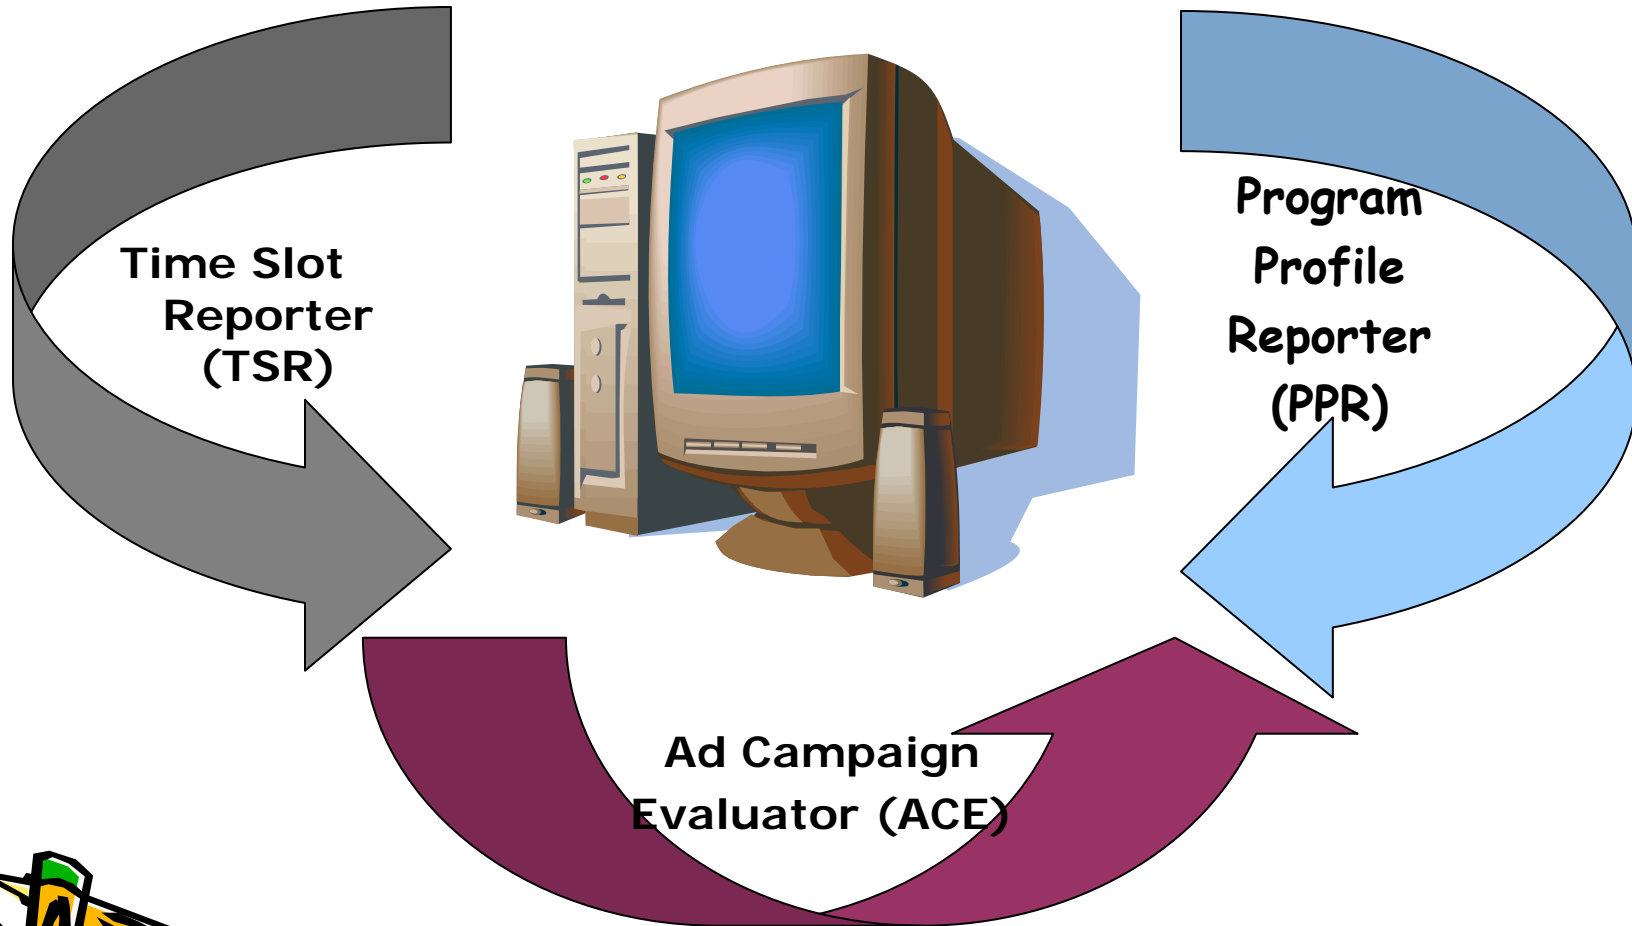 Time Slot
Reporter
(TSR)
Program
Profile
Reporter
(PPR)
Ad Campaign
Evaluator (ACE)